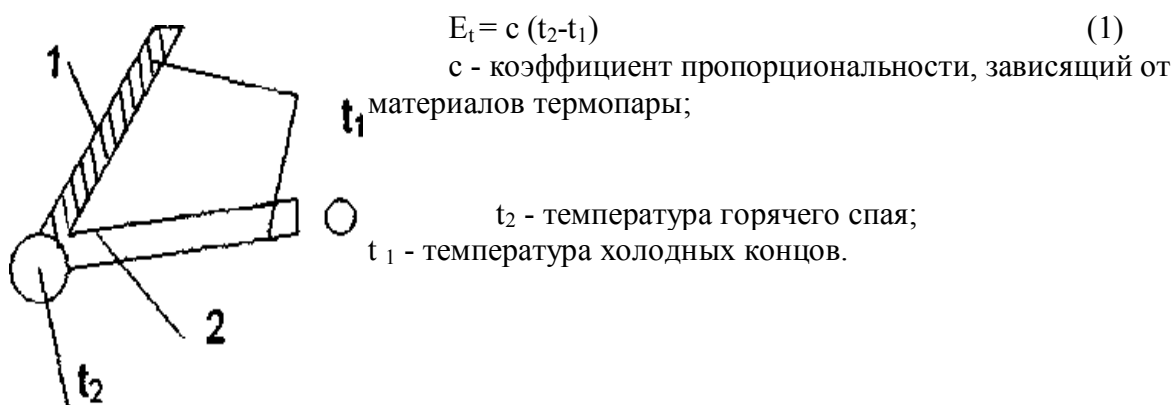 Eₜ = c (t₂-t₁) (1)
с - коэффициент пропорциональности, зависящий от
материалов термопары;
t₂ - температура горячего спая;
t ₁ - температура холодных концов.
1
t₁
2
t₂